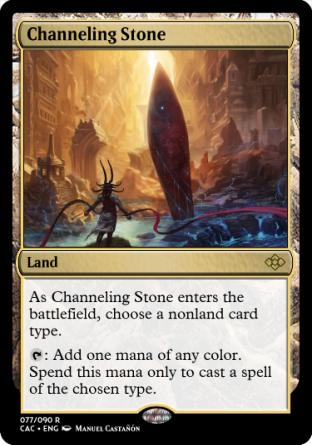 Channeling Stone
Land
As Channeling Stone enters the
battlefield, choose a nonland card
type.
: Add one mana of any color.
Spend this mana only to cast a spell
of the chosen type.
077/090 R
CAC • ENG Manuel Castañón